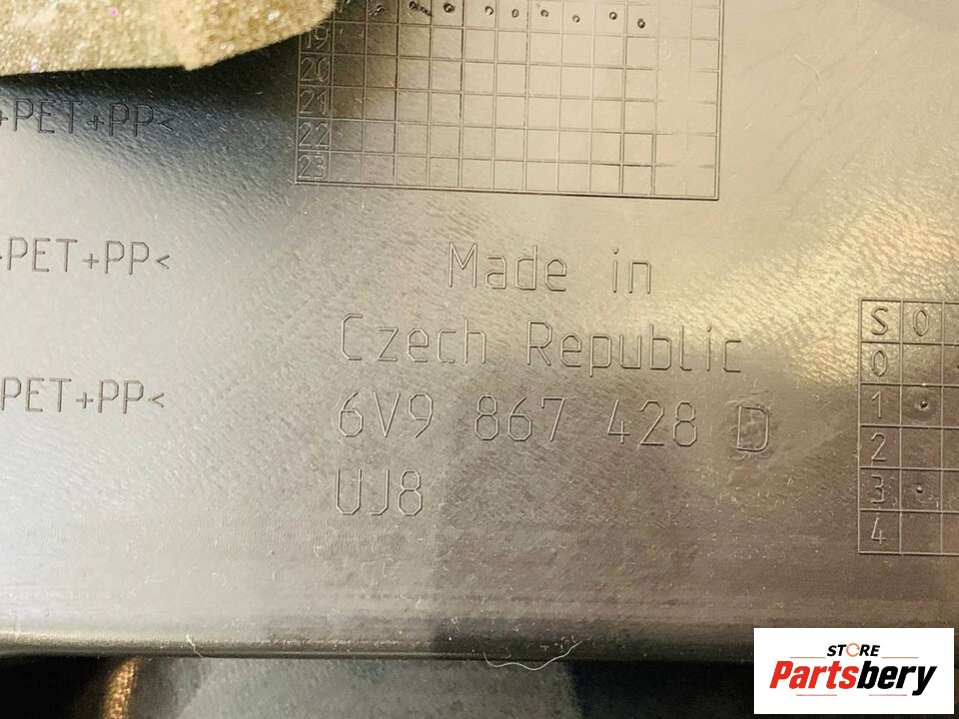 19
20
21
22
23
+PET+PP<
+PET+PP<
PET+PP<
Made in
Czech Republic
6V9 867 428 D
UJ8
S 0
0
1
2
3
4
STORE
Partsbery